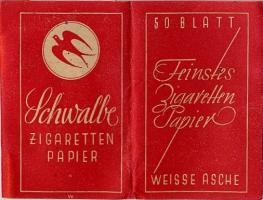 Schwalbe
ZIGARETTEN
PAPIER
50 BLATT
Feinstes
Zigaretten
Papier
WEISSE ASCHE